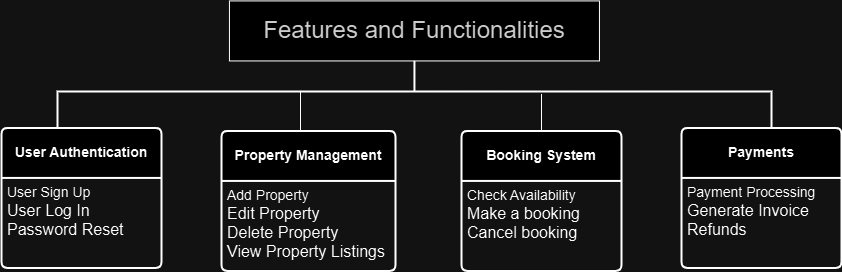 Features and Functionalities
User Authentication
User Sign Up
User Log In
Password Reset
Property Management
Add Property
Edit Property
Delete Property
View Property Listings
Booking System
Check Availability
Make a booking
Cancel booking
Payments
Payment Processing
Generate Invoice
Refunds